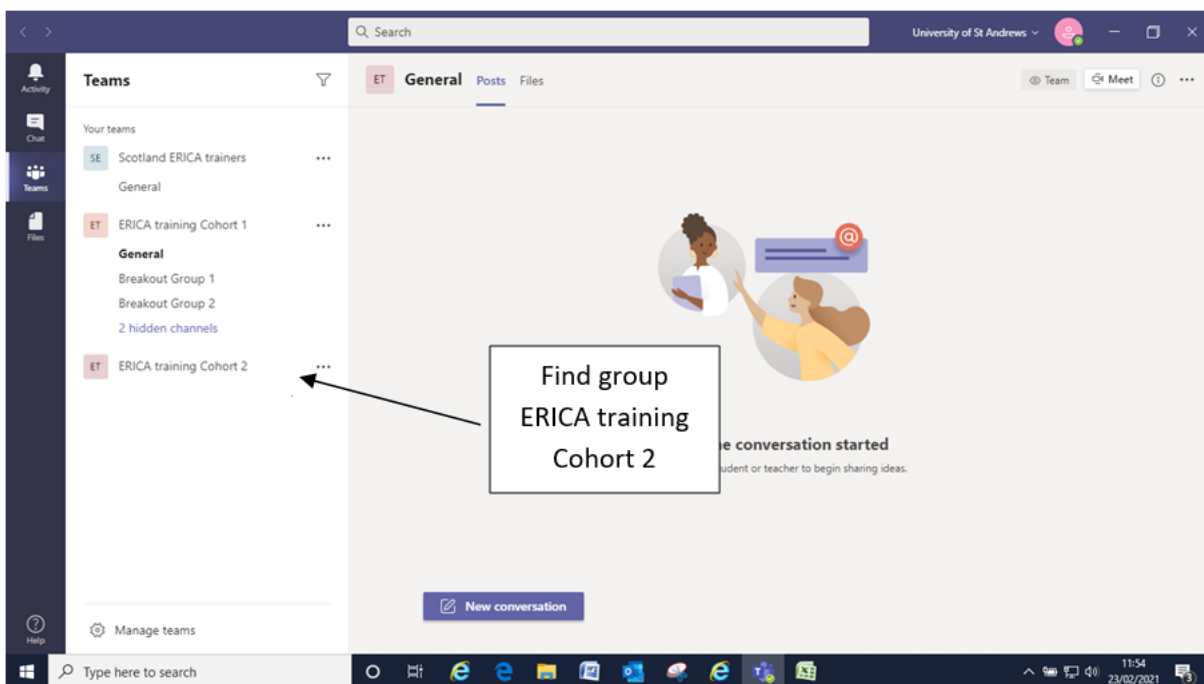 Search
University of St Andrews
Activity
Chat
Teams
Files
Help
Teams
Your teams
SE Scotland ERICA trainers
General
ET ERICA training Cohort 1
General
Breakout Group 1
Breakout Group 2
2 hidden channels
ET ERICA training Cohort 2
Manage teams
ET General Posts Files
Team Meet
@
Find group
ERICA training
Cohort 2
conversation started
or teacher to begin sharing ideas.
New conversation
Type here to search
11:54
23/02/2021
3